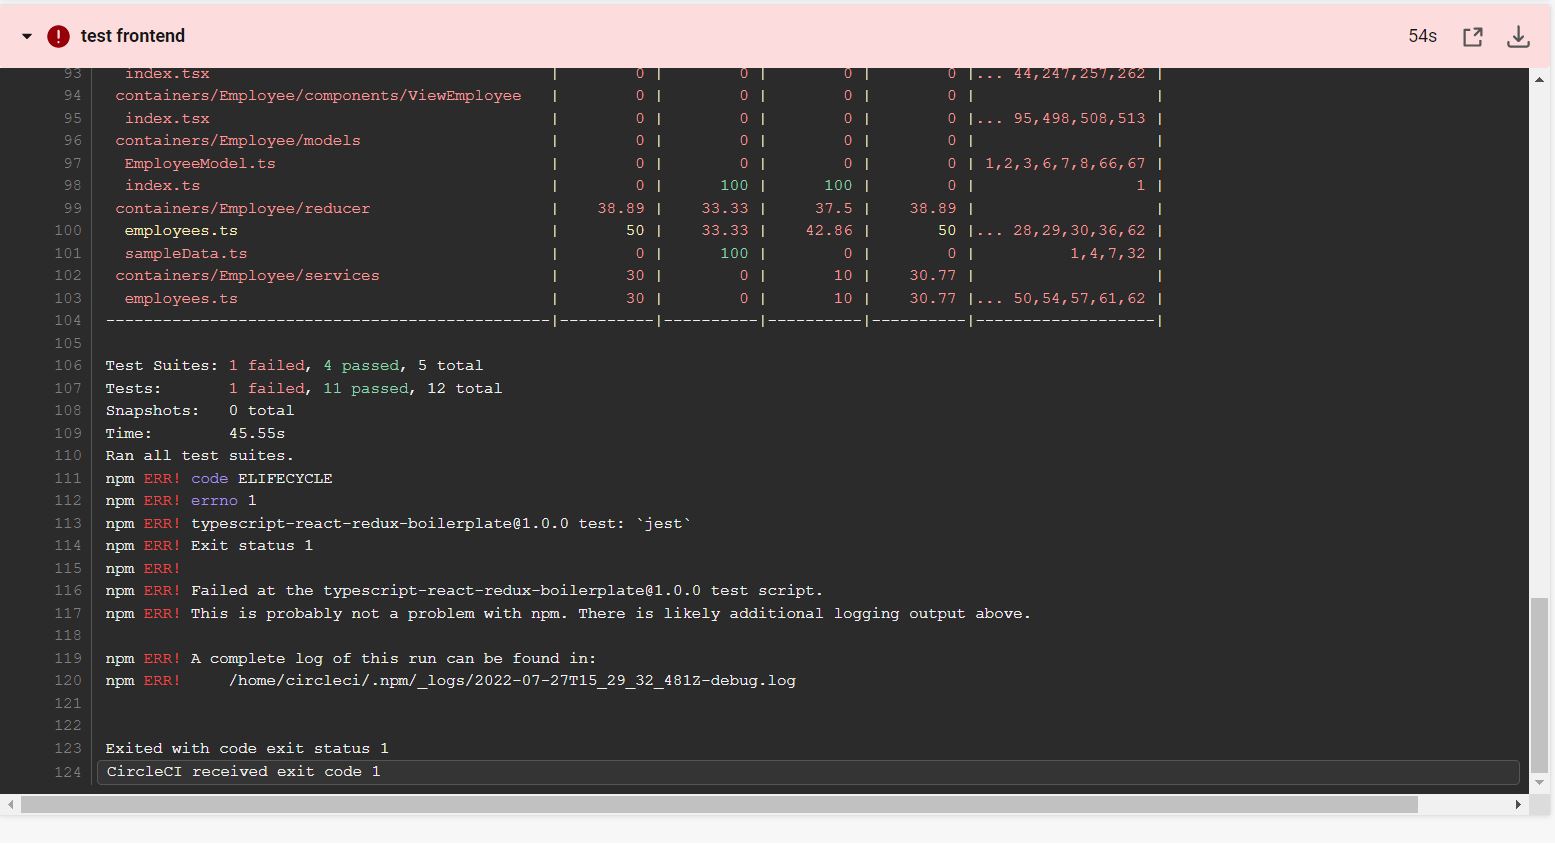 test frontend 54s
93 index.tsx | 0 | 0 | 0 | 0 |... 44,247,257,262 |
94 containers/Employee/components/ViewEmployee | 0 | 0 | 0 | 0 | |
95 index.tsx | 0 | 0 | 0 | 0 |... 95,498,508,513 |
96 containers/Employee/models | 0 | 0 | 0 | 0 | |
97 EmployeeModel.ts | 0 | 0 | 0 | 0 | 1,2,3,6,7,8,66,67 |
98 index.ts | 0 | 100 | 100 | 0 | 1 |
99 containers/Employee/reducer | 38.89 | 33.33 | 37.5 | 38.89 | |
100 employees.ts | 50 | 33.33 | 42.86 | 50 |... 28,29,30,36,62 |
101 sampleData.ts | 0 | 100 | 0 | 0 | 1,4,7,32 |
102 containers/Employee/services | 30 | 0 | 10 | 30.77 | |
103 employees.ts | 30 | 0 | 10 | 30.77 |... 50,54,57,61,62 |
104 -----------------------------------------------|----------|----------|----------|----------|-------------------|
105
106 Test Suites: 1 failed, 4 passed, 5 total
107 Tests: 1 failed, 11 passed, 12 total
108 Snapshots: 0 total
109 Time: 45.55s
110 Ran all test suites.
111 npm ERR! code ELIFECYCLE
112 npm ERR! errno 1
113 npm ERR! typescript-react-redux-boilerplate@1.0.0 test: `jest`
114 npm ERR! Exit status 1
115 npm ERR!
116 npm ERR! Failed at the typescript-react-redux-boilerplate@1.0.0 test script.
117 npm ERR! This is probably not a problem with npm. There is likely additional logging output above.
118
119 npm ERR! A complete log of this run can be found in:
120 npm ERR! /home/circleci/.npm/_logs/2022-07-27T15_29_32_481Z-debug.log
121
122
123 Exited with code exit status 1
124 CircleCI received exit code 1